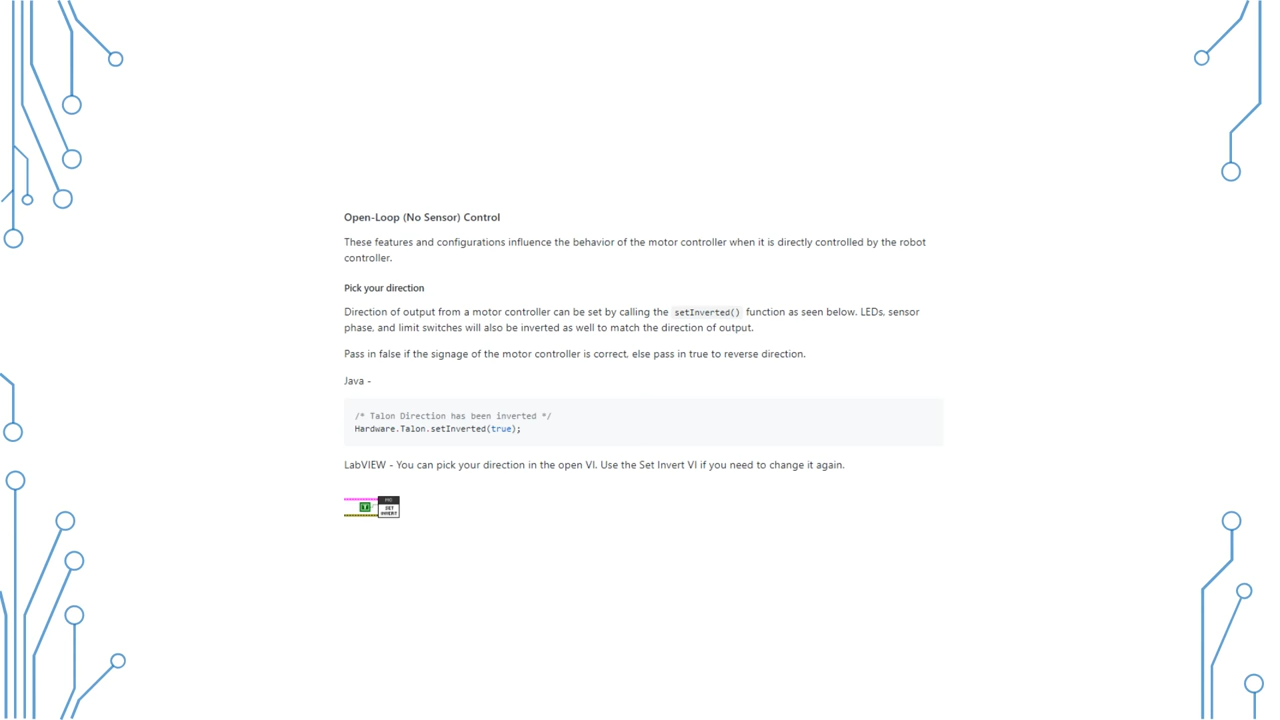 Open-Loop (No Sensor) Control
These features and configurations influence the behavior of the motor controller when it is directly controlled by the robot
controller.
Pick your direction
Direction of output from a motor controller can be set by calling the setInverted() function as seen below. LEDs, sensor
phase, and limit switches will also be inverted as well to match the direction of output.
Pass in false if the signage of the motor controller is correct, else pass in true to reverse direction.
Java -
/* Talon Direction has been inverted */
Hardware.Talon.setInverted(true);
LabVIEW - You can pick your direction in the open VI. Use the Set Invert VI if you need to change it again.
T
SET
INVERT